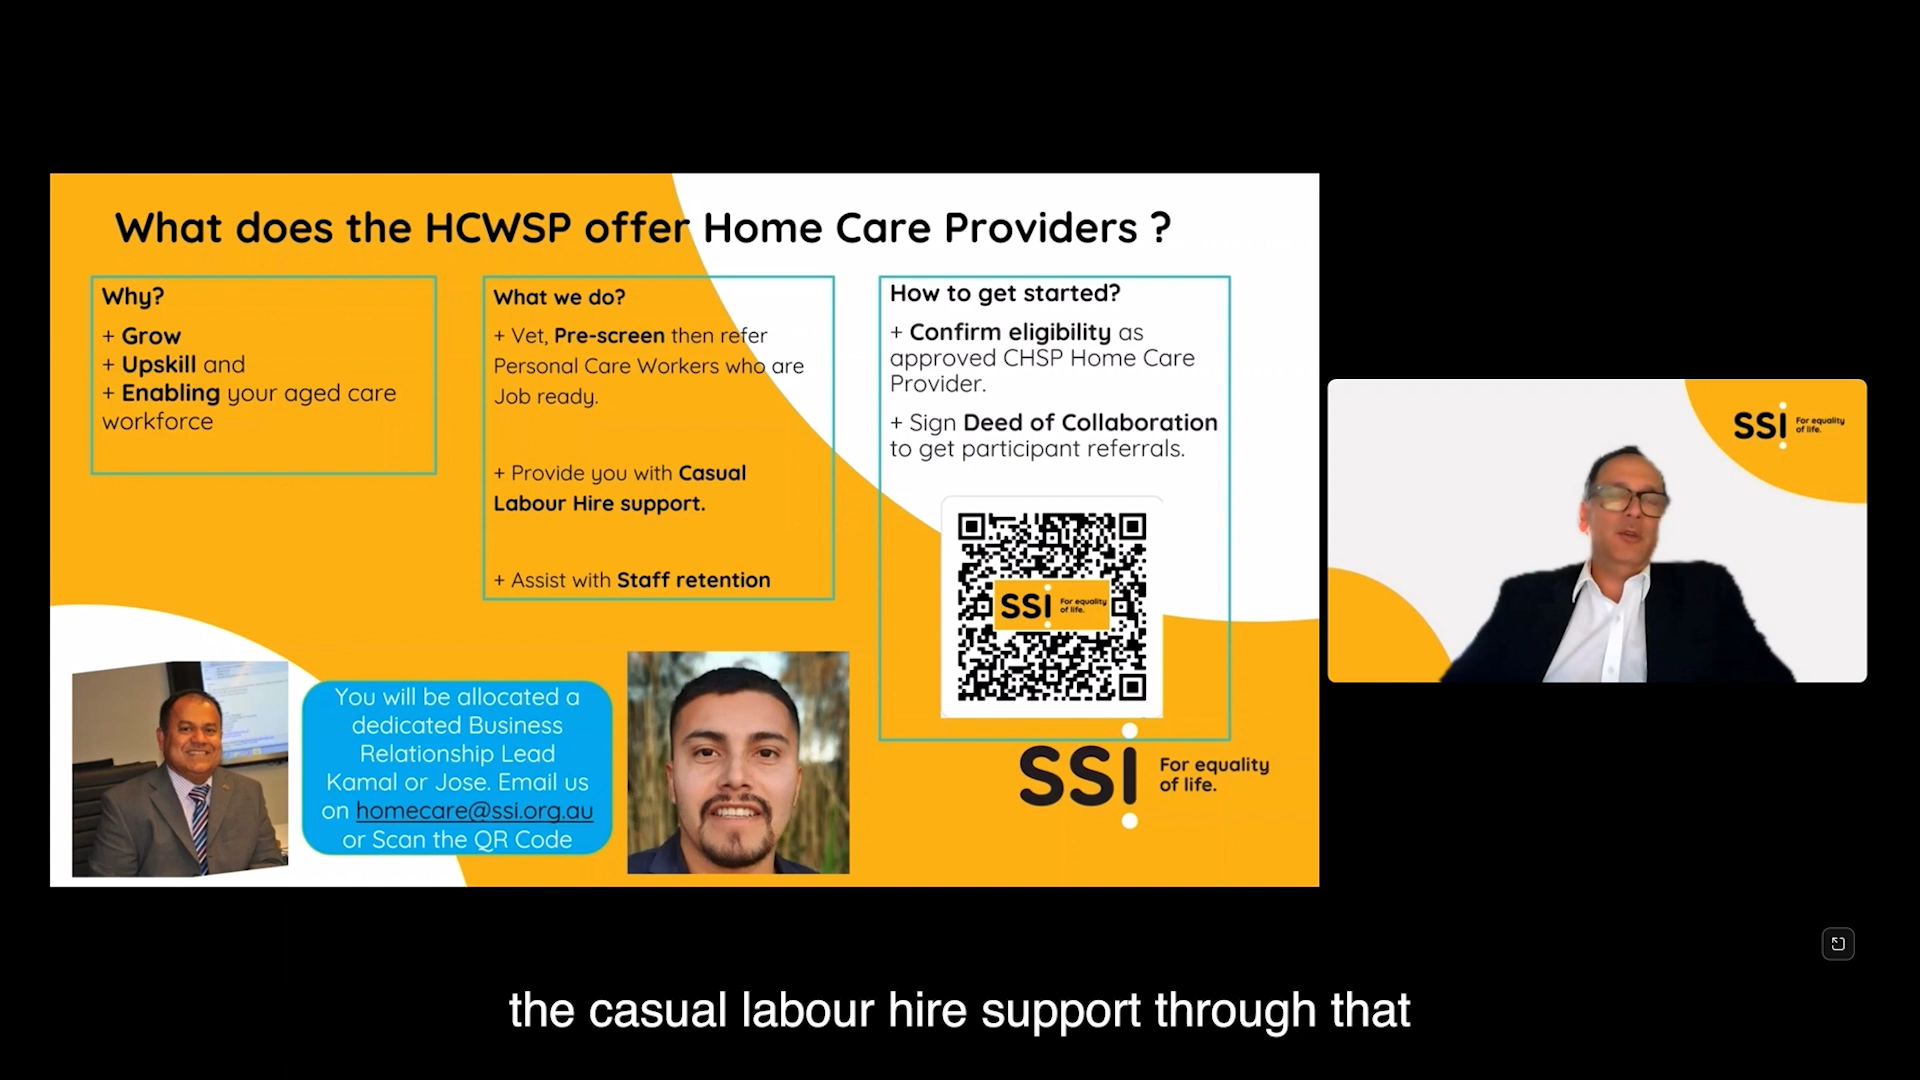 What does the HCWSP offer Home Care Providers ?
Why?
+ Grow
+ Upskill and
+ Enabling your aged care
workforce
What we do?
+ Vet, Pre-screen then refer
Personal Care Workers who are
Job ready.
+ Provide you with Casual
Labour Hire support.
+ Assist with Staff retention
How to get started?
+ Confirm eligibility as
approved CHSP Home Care
Provider.
+ Sign Deed of Collaboration
to get participant referrals.
SSI For equality
of life.
You will be allocated a
dedicated Business
Relationship Lead
Kamal or Jose. Email us
on homecare@ssi.org.au
or Scan the QR Code
SSI For equality
of life.
SSI For equality
of life.
the casual labour hire support through that